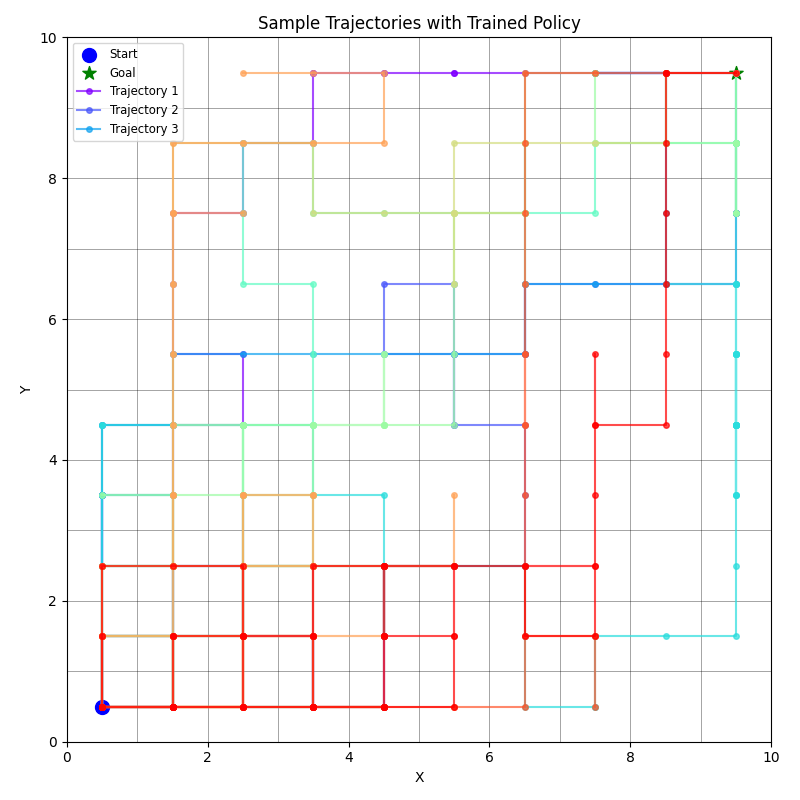 Sample Trajectories with Trained Policy
Start
Goal
Trajectory 1
Trajectory 2
Trajectory 3
10
8
6
4
2
0
Y
0 2 4 6 8 10
X